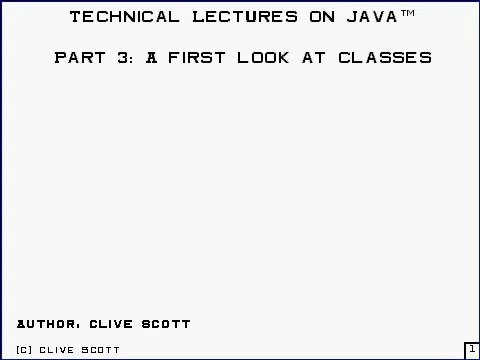 TECHNICAL LECTURES ON JAVA™
PART 3: A FIRST LOOK AT CLASSES
AUTHOR: CLIVE SCOTT
(C) CLIVE SCOTT
1